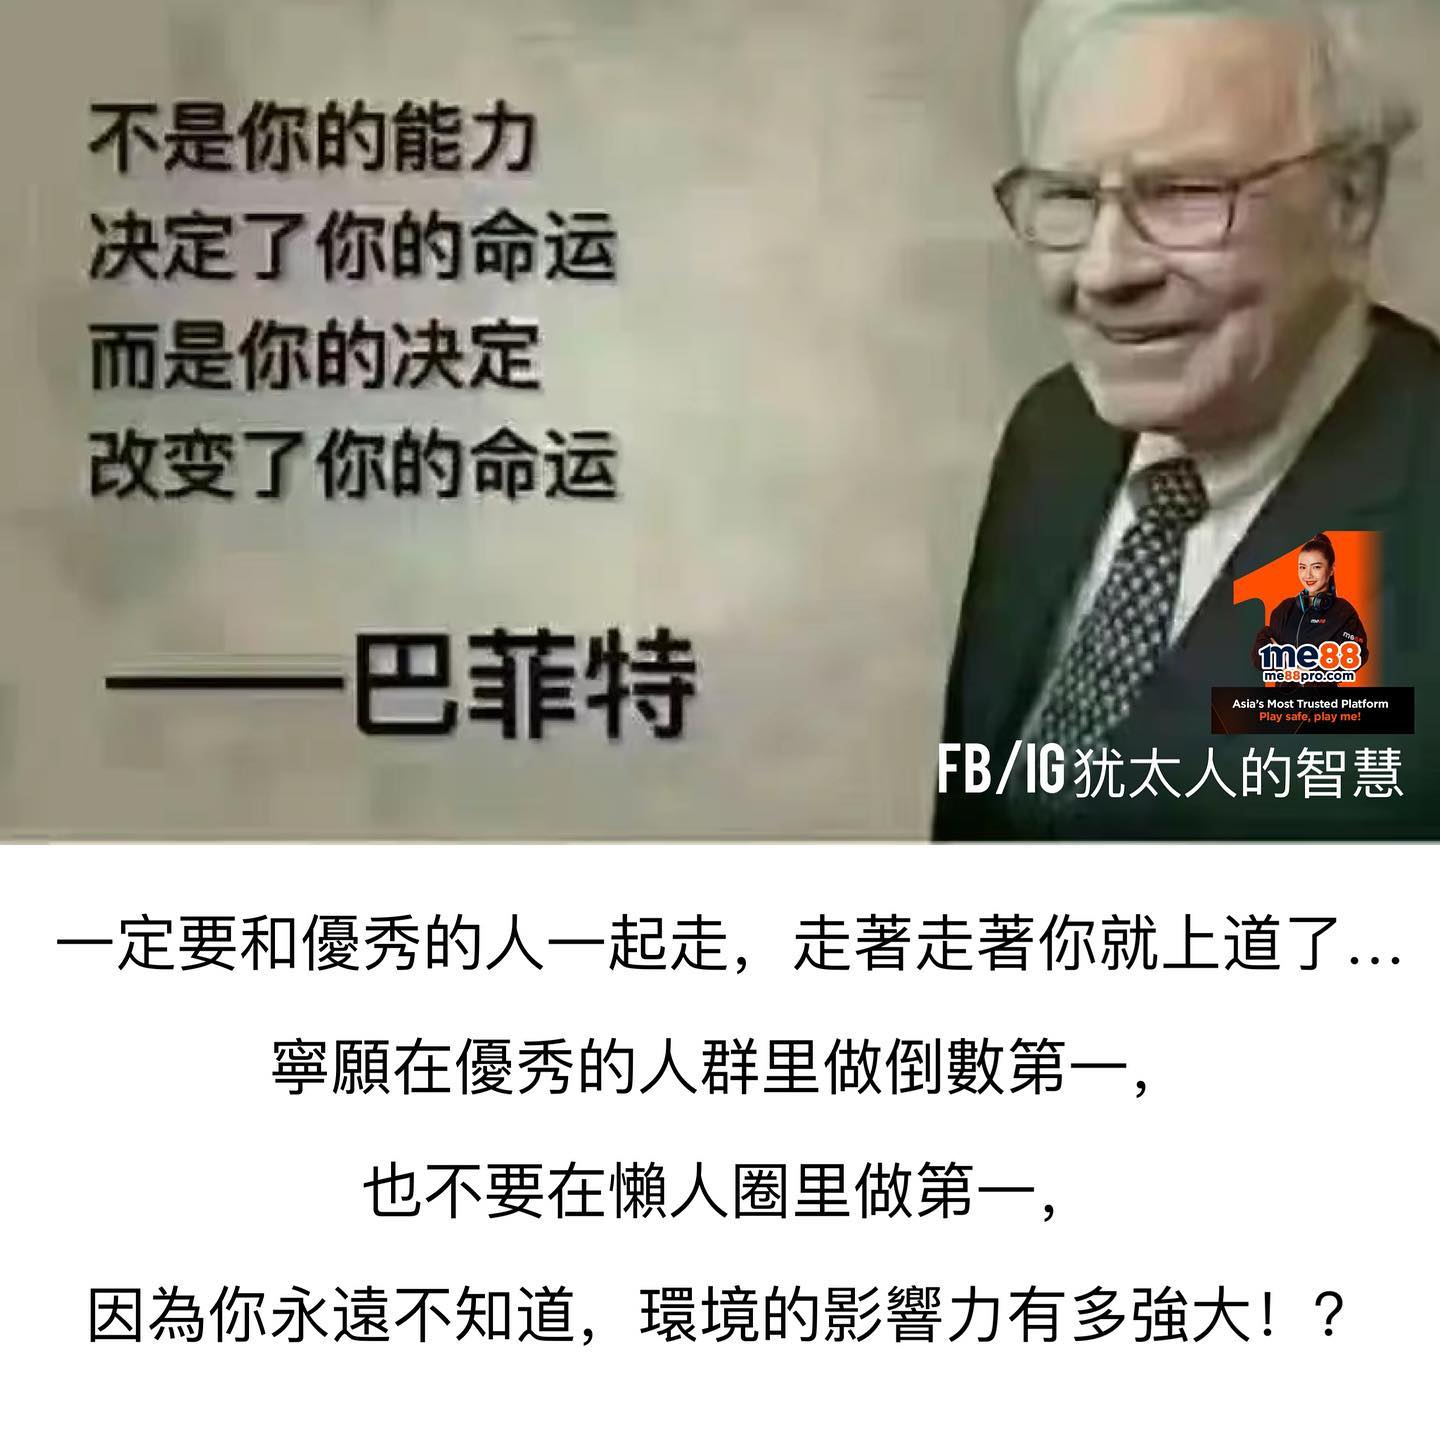 不是你的能力
决定了你的命运
而是你的决定
改变了你的命运
——巴菲特
me88
me88
me88pro.com
Asia's Most Trusted Platform
Play safe, play me!
FB/IG犹太人的智慧
一定要和優秀的人一起走，走著走著你就上道了...
寧願在優秀的人群里做倒數第一，
也不要在懶人圈里做第一，
因為你永遠不知道，環境的影響力有多強大！?